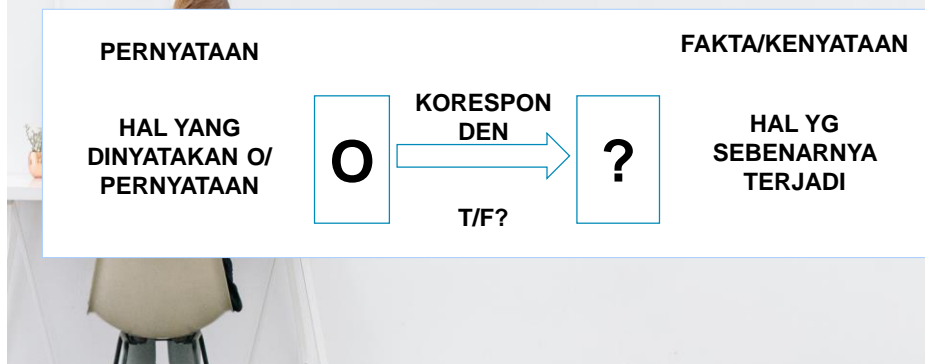 PERNYATAAN
FAKTA/KENYATAAN
HAL YANG
DINYATAKAN O/
PERNYATAAN
O
KORESPON
DEN
T/F?
?
HAL YG
SEBENARNYA
TERJADI